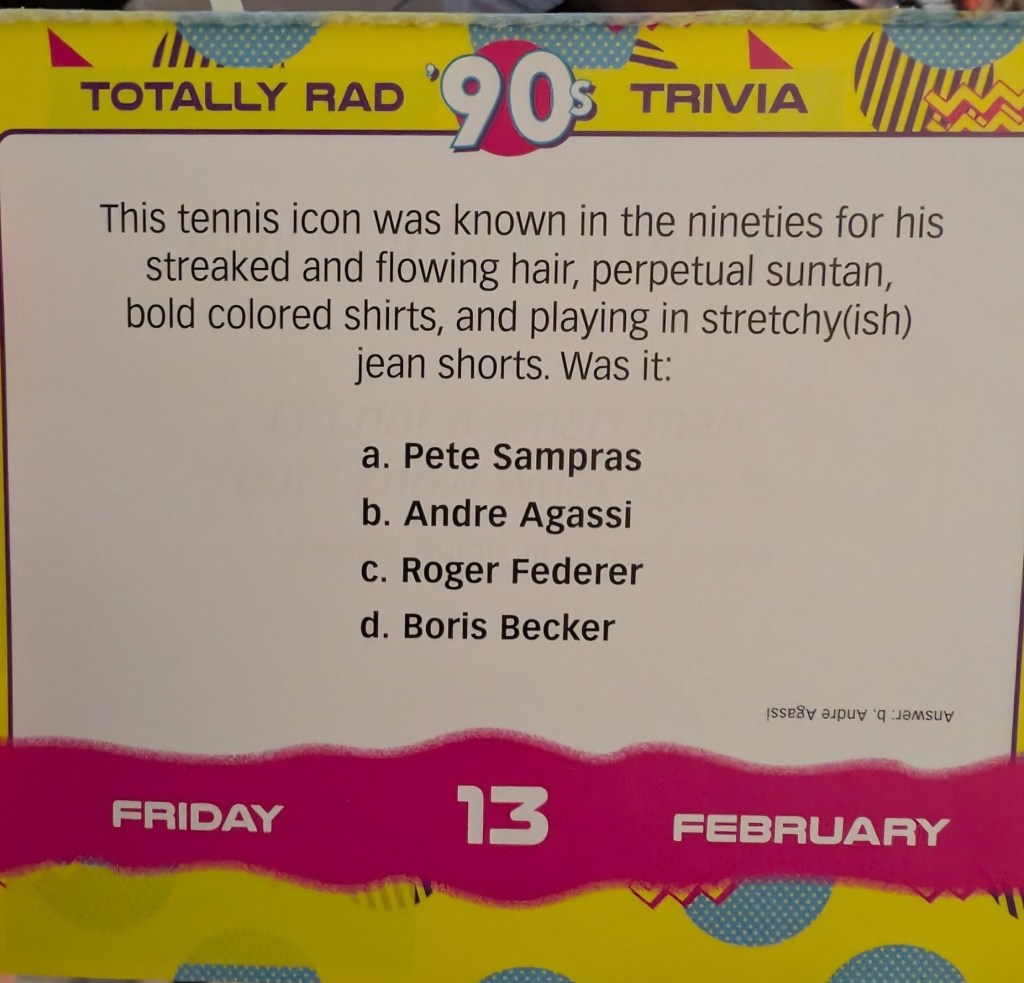 TOTALLY RAD '90s TRIVIA
This tennis icon was known in the nineties for his
streaked and flowing hair, perpetual suntan,
bold colored shirts, and playing in stretchy(ish)
jean shorts. Was it:
a. Pete Sampras
b. Andre Agassi
c. Roger Federer
d. Boris Becker
Answer: b. Andre Agassi
FRIDAY 13 FEBRUARY